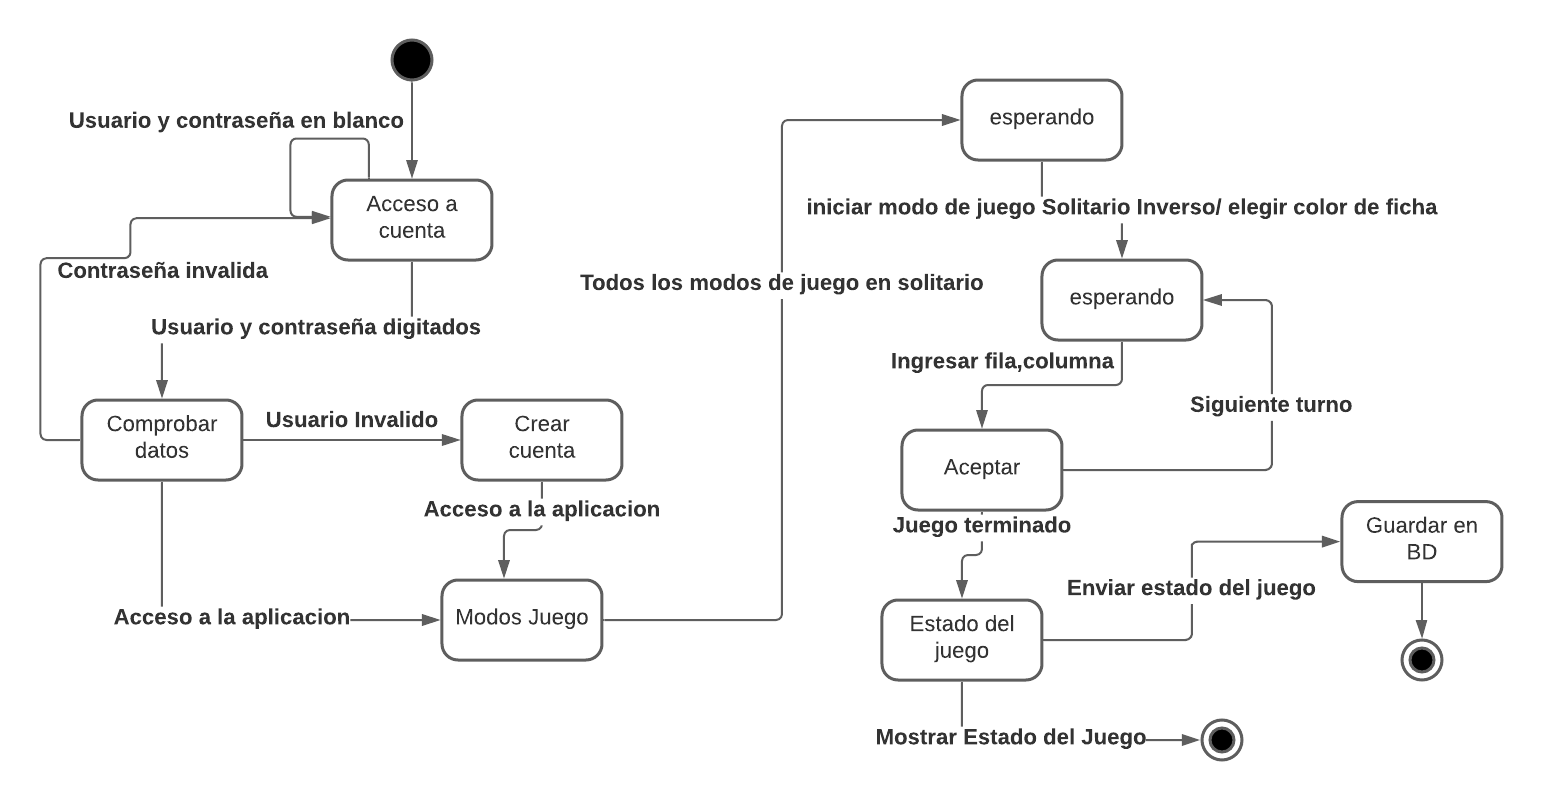 Usuario y contraseña en blanco
Acceso a
cuenta
Contraseña invalida
Usuario y contraseña digitados
Comprobar
datos
Usuario Invalido
Crear
cuenta
Acceso a la aplicacion
Acceso a la aplicacion
Modos Juego
Todos los modos de juego en solitario
esperando
iniciar modo de juego Solitario Inverso/ elegir color de ficha
esperando
Ingresar fila,columna
Siguiente turno
Aceptar
Juego terminado
Estado del
juego
Enviar estado del juego
Guardar en
BD
Mostrar Estado del Juego